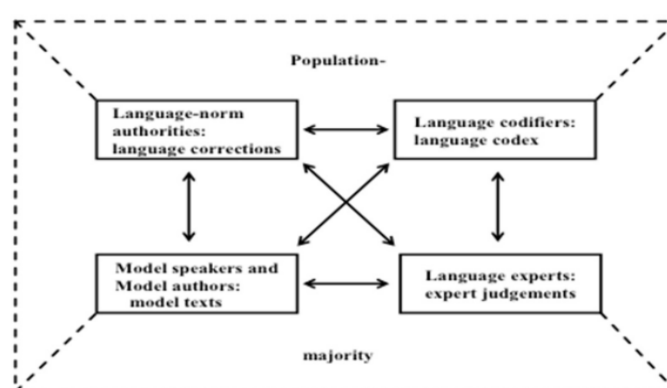 Population-
Language-norm
authorities:
language corrections
Language codifiers:
language codex
Model speakers and
Model authors:
model texts
Language experts:
expert judgements
majority